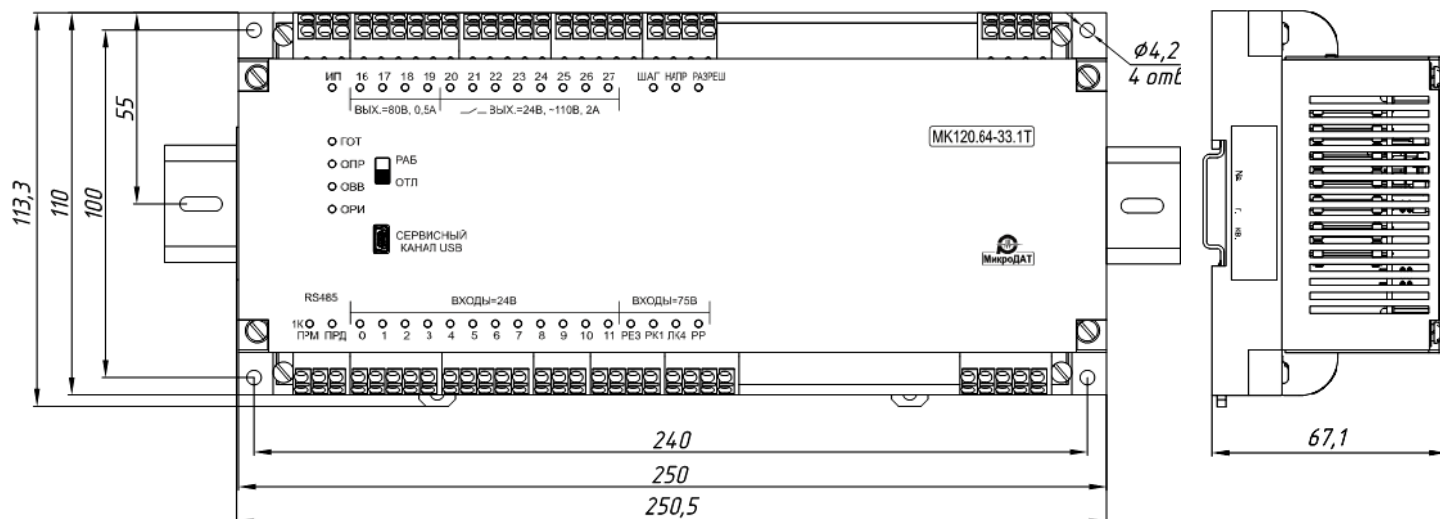 ИП 16 17 18 19 20 21 22 23 24 25 26 27 ШАГ НАПР РАЗРЕШ
ВЫХ.=80В, 0,5А ВЫХ.=24В, ~110В, 2А
ϕ4,2
4 отв
МК120.64-33.1Т
ГОТ
ОПР
ОВВ
ОРИ
РАБ
ОТЛ
СЕРВИСНЫЙ
КАНАЛ USB
МикроДАТ
RS485
ВХОДЫ=24В ВХОДЫ=75В
1К
ПРМ ПРД 0 1 2 3 4 5 6 7 8 9 10 11 РЕЗ РК1 ЛК4 РР
113,3
110
100
55
240
250
250,5
67,1
№
г.
кв.